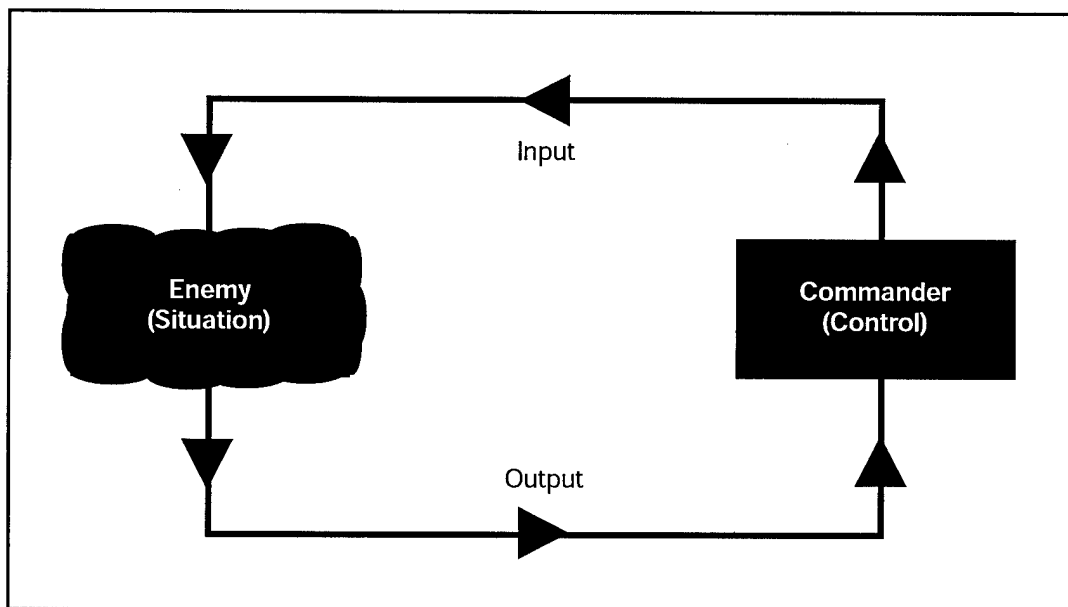 Input
Enemy
(Situation)
Commander
(Control)
Output